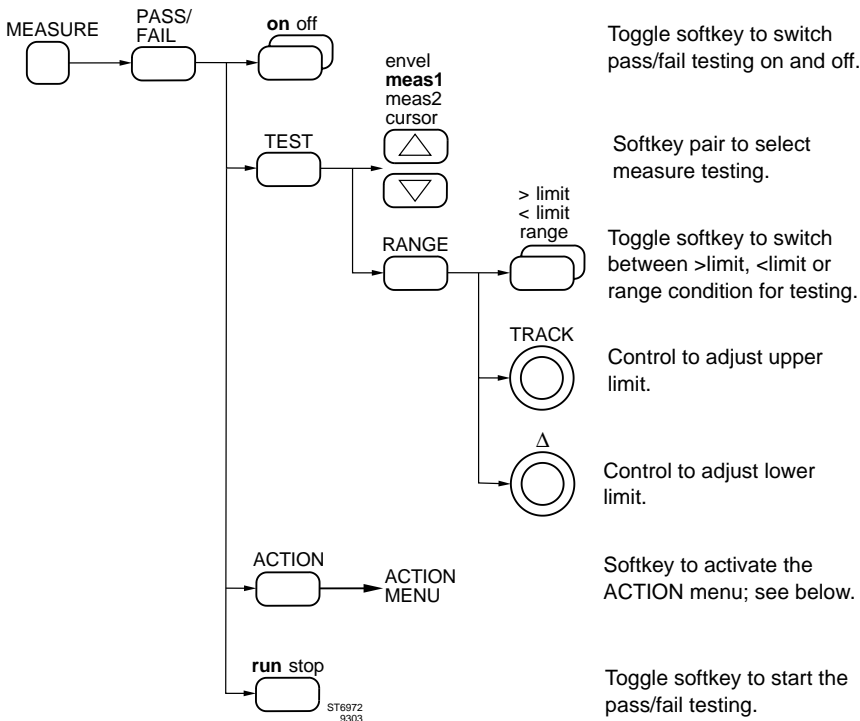 MEASURE
PASS/
FAIL
on off
Toggle softkey to switch
pass/fail testing on and off.
envel
meas1
meas2
cursor
TEST
Softkey pair to select
measure testing.
> limit
< limit
range
RANGE
Toggle softkey to switch
between >limit, <limit or
range condition for testing.
TRACK
Control to adjust upper
limit.
Δ
Control to adjust lower
limit.
ACTION
ACTION
MENU
Softkey to activate the
ACTION menu; see below.
run stop
Toggle softkey to start the
pass/fail testing.
ST6972
9303